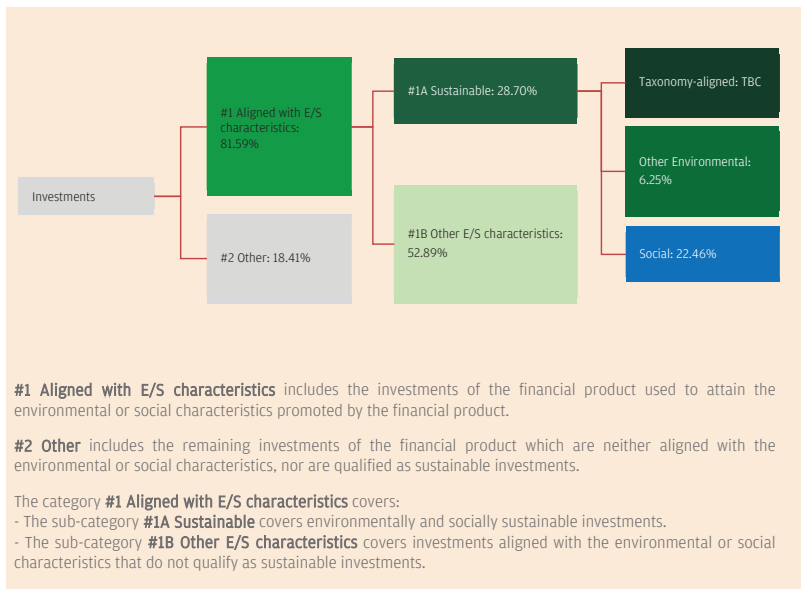 Investments
#1 Aligned with E/S
characteristics:
81.59%
#2 Other: 18.41%
#1A Sustainable: 28.70%
#1B Other E/S characteristics:
52.89%
Taxonomy-aligned: TBC
Other Environmental:
6.25%
Social: 22.46%
#1 Aligned with E/S characteristics includes the investments of the financial product used to attain the
environmental or social characteristics promoted by the financial product.
#2 Other includes the remaining investments of the financial product which are neither aligned with the
environmental or social characteristics, nor are qualified as sustainable investments.
The category #1 Aligned with E/S characteristics covers:
- The sub-category #1A Sustainable covers environmentally and socially sustainable investments.
- The sub-category #1B Other E/S characteristics covers investments aligned with the environmental or social
characteristics that do not qualify as sustainable investments.